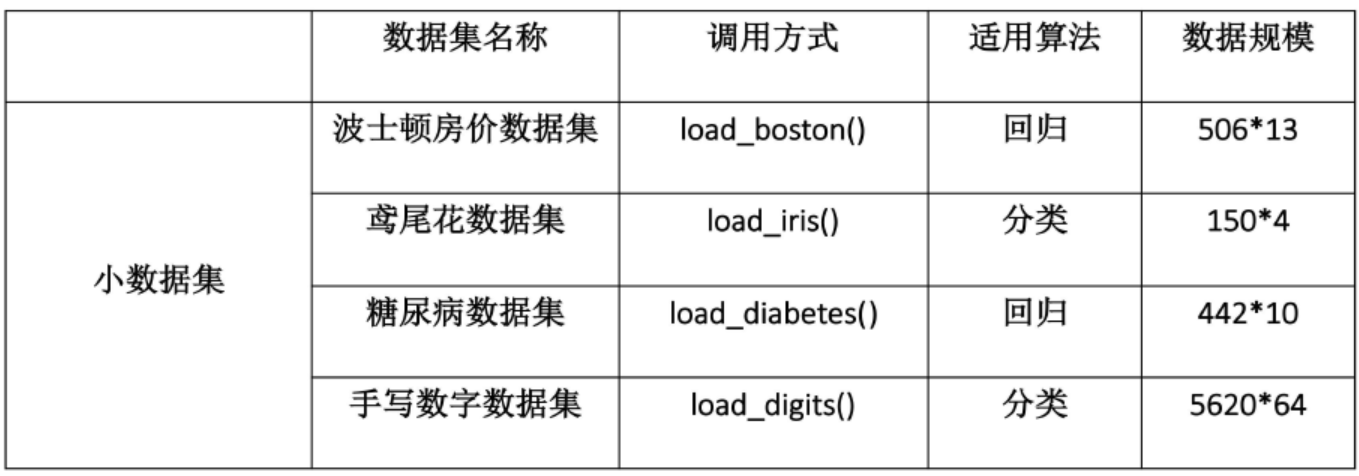 数据集名称 调用方式 适用算法 数据规模
波士顿房价数据集 load_boston() 回归 506*13
鸢尾花数据集 load_iris() 分类 150*4
小数据集
糖尿病数据集 load_diabetes() 回归 442*10
手写数字数据集 load_digits() 分类 5620*64